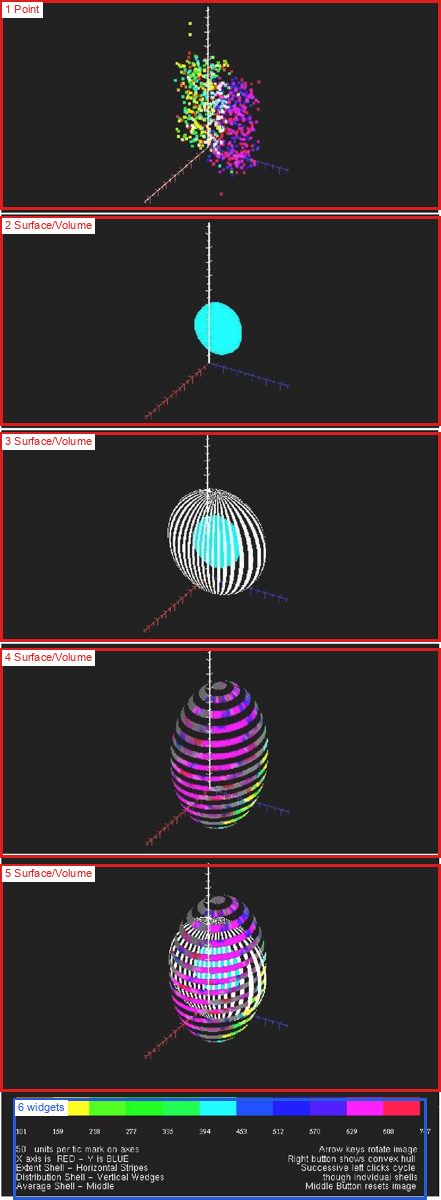 1 Point
2 Surface/Volume
3 Surface/Volume
4 Surface/Volume
5 Surface/Volume
6 widgets
101 159 218 277 335 394 453 512 570 629 688 747
50 units per tic mark on axes
X axis is RED - Y is BLUE
Extent Shell - Horizontal Stripes
Distribution Shell - Vertical Wedges
Average Shell - Middle
Arrow keys rotate image
Right button shows convex hull
Successive left clicks cycle
though individual shells
Middle Button resets image